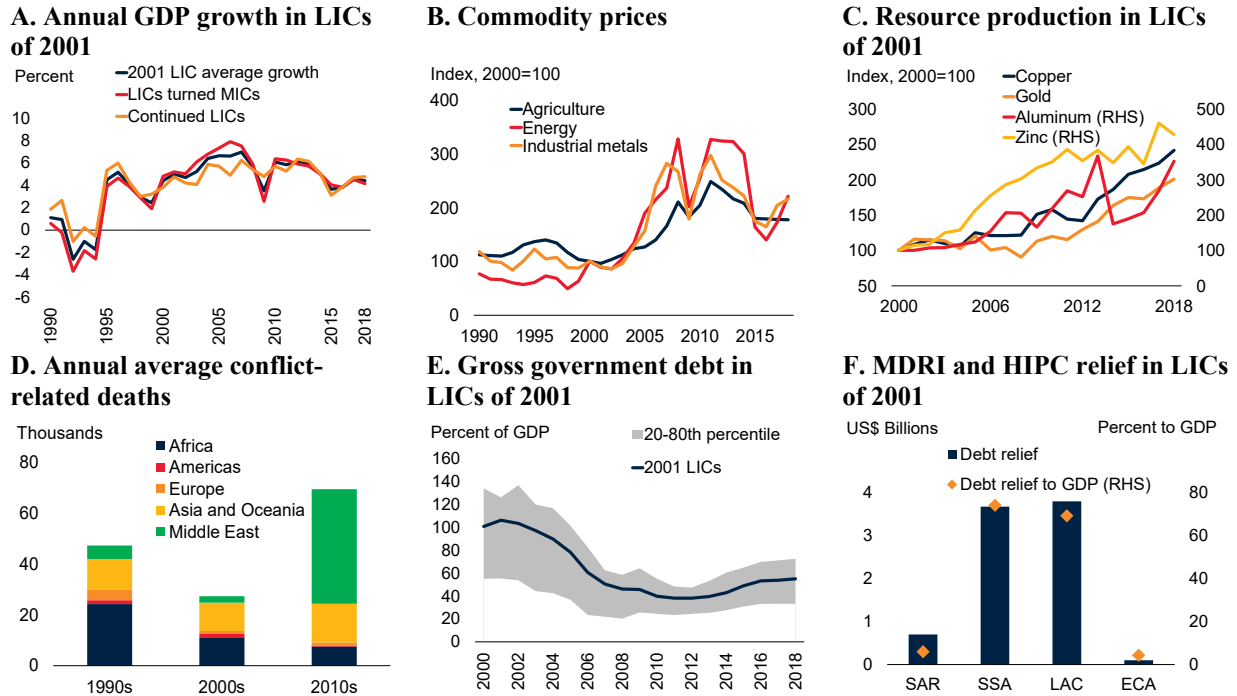 A. Annual GDP growth in LICs
of 2001
Percent
2001 LIC average growth
LICs turned MICs
Continued LICs
10
8
6
4
2
0
-2
-4
-6
1990
1995
2000
2005
2010
2015
2018
B. Commodity prices
Index, 2000=100
400
Agriculture
Energy
Industrial metals
300
200
100
0
1990 1995 2000 2005 2010 2015
C. Resource production in LICs
of 2001
Index, 2000=100
Copper
Gold
Aluminum (RHS)
Zinc (RHS)
300 500
250 400
200 300
150 200
100 100
50 0
2000 2006 2012 2018
D. Annual average conflict-
related deaths
Thousands
Africa
Americas
Europe
Asia and Oceania
Middle East
80
60
40
20
0
1990s 2000s 2010s
E. Gross government debt in
LICs of 2001
Percent of GDP
20-80th percentile
2001 LICs
160
140
120
100
80
60
40
20
0
2000
2002
2004
2006
2008
2010
2012
2014
2016
2018
F. MDRI and HIPC relief in LICs
of 2001
US$ Billions Percent to GDP
Debt relief
Debt relief to GDP (RHS)
4 80
3 60
2 40
1 20
0 0
SAR SSA LAC ECA